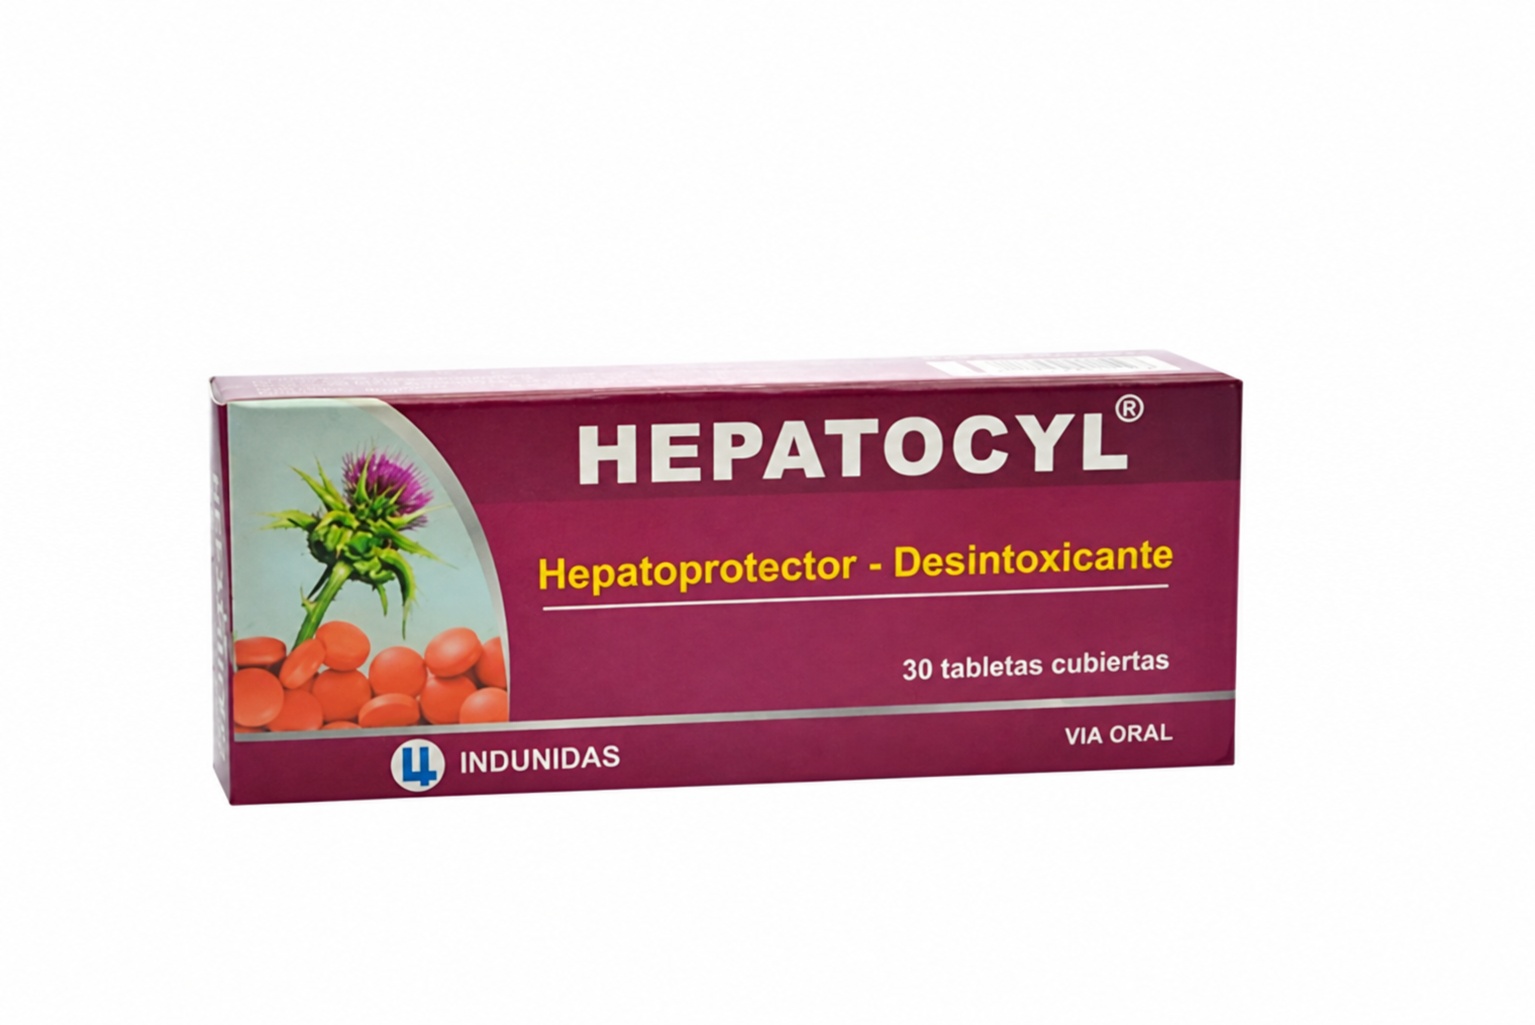 HEPATOCYL®
Hepatoprotector - Desintoxicante
30 tabletas cubiertas
VIA ORAL
INDUNIDAS